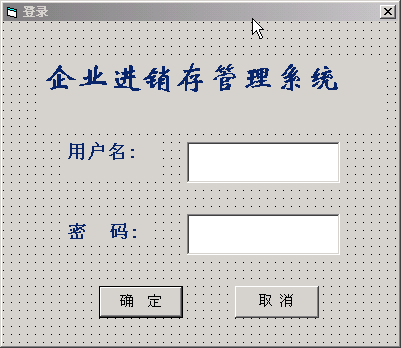 登录
企业进销存管理系统
用户名:
密 码:
确 定 取 消